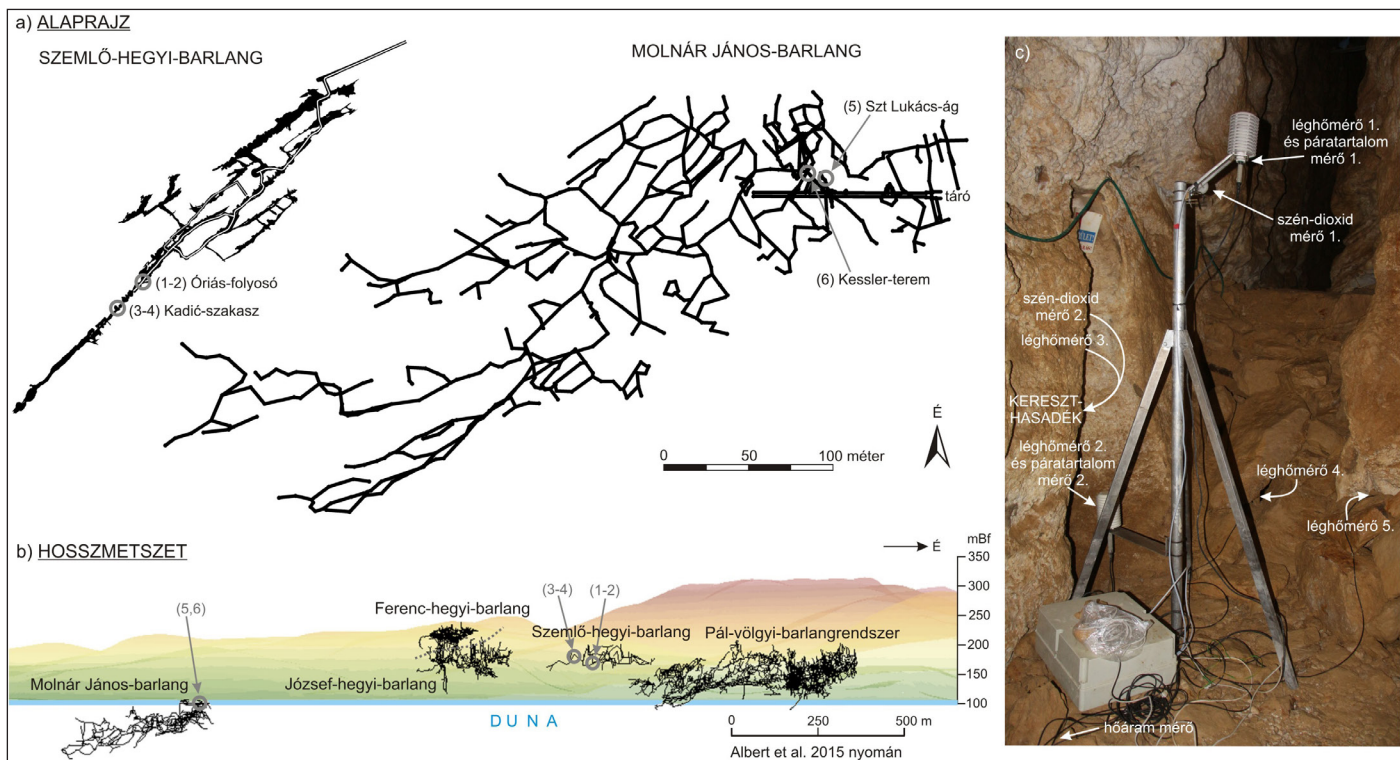 a) ALAPRAJZ
SZEMLŐ-HEGYI-BARLANG
MOLNÁR JÁNOS-BARLANG
(5) Szt Lukács-ág
táró
(6) Kessler-terem
(1-2) Óriás-folyosó
(3-4) Kadić-szakasz
É
0 50 100 méter
b) HOSSZMETSZET
É
mBf
350
300
250
200
150
100
(5,6)
(3-4)
(1-2)
Ferenc-hegyi-barlang
Szemlő-hegyi-barlang
Pál-völgyi-barlangrendszer
Molnár János-barlang
József-hegyi-barlang
DUNA
0 250 500 m
Albert et al. 2015 nyomán
c)
léghőmérő 1.
és páratartalom
mérő 1.
szén-dioxid
mérő 1.
szén-dioxid
mérő 2.
léghőmérő 3.
KERESZT-
HASADÉK
léghőmérő 2.
és páratartalom
mérő 2.
léghőmérő 4.
léghőmérő 5.
hőáram mérő